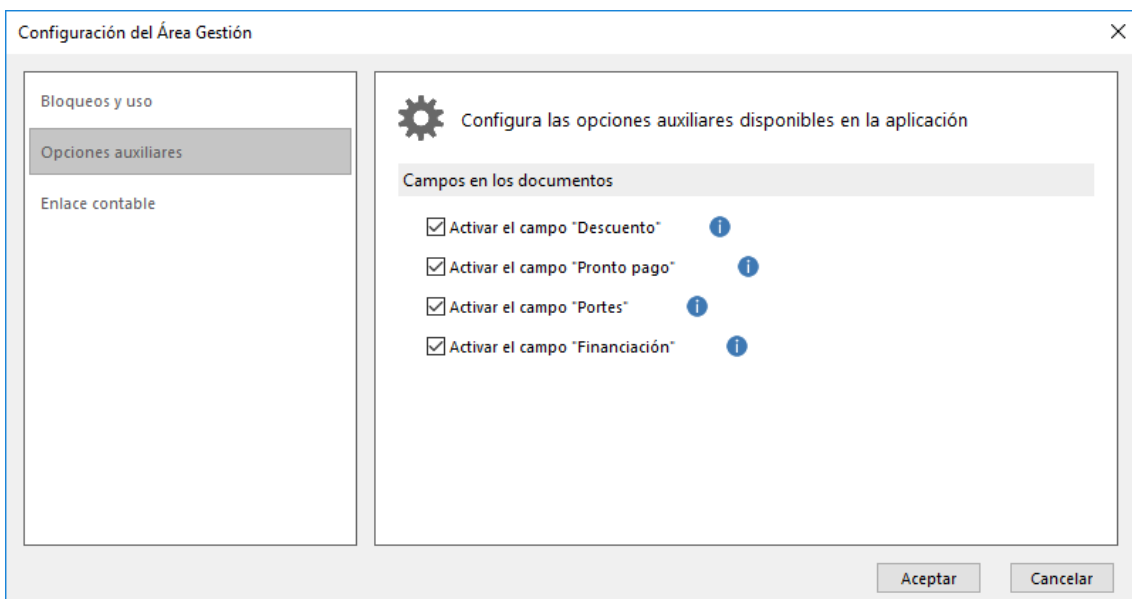 Configuración del Área Gestión
Bloqueos y uso
Opciones auxiliares
Enlace contable
Configura las opciones auxiliares disponibles en la aplicación
Campos en los documentos
Activar el campo "Descuento"
Activar el campo "Pronto pago"
Activar el campo "Portes"
Activar el campo "Financiación"
Aceptar Cancelar